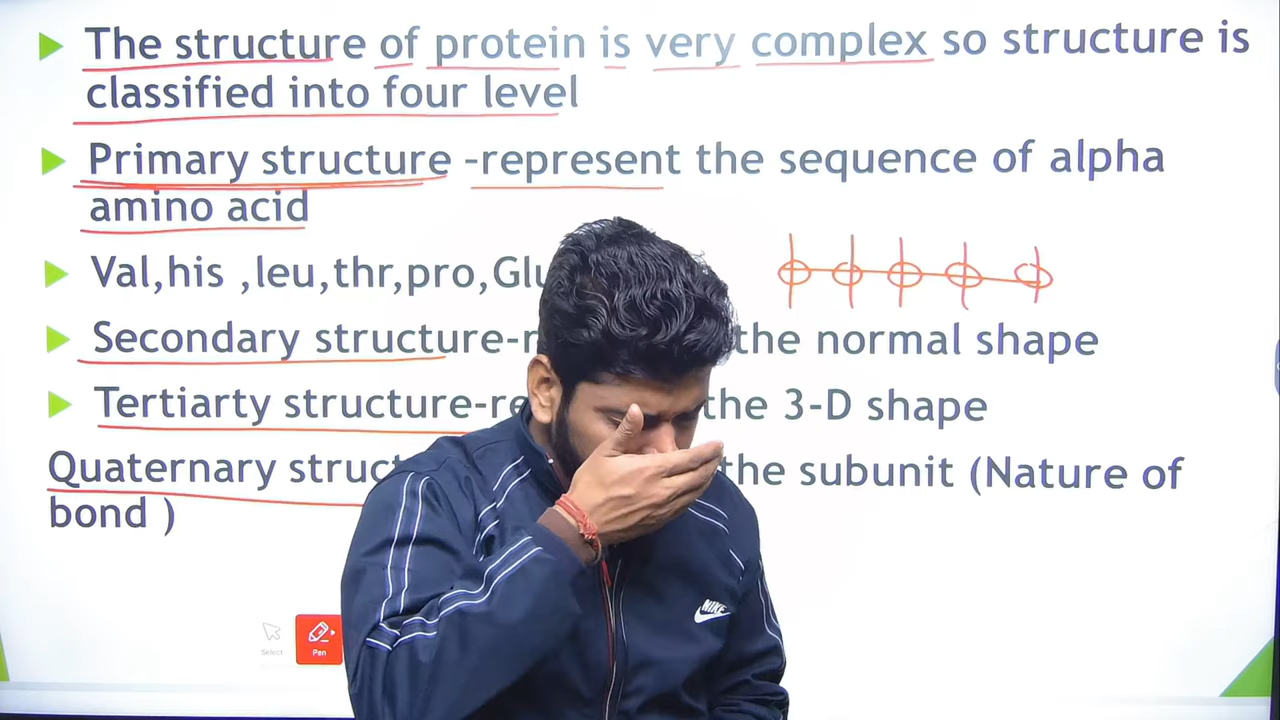 The structure of protein is very complex so structure is
classified into four level
Primary structure -represent the sequence of alpha
amino acid
Val,his ,leu,thr,pro,Glu
Secondary structure- the normal shape
Tertiarty structure- the 3-D shape
Quaternary the subunit (Nature of
bond )
NIKE
Select
Pen